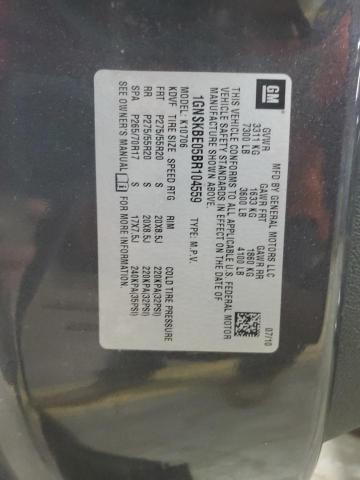 GM
MFD BY GENERAL MOTORS LLC
07/10
GVWR GAWR FRT GAWR RR
3311 KG 1633 KG 1860 KG
7300 LB 3600 LB 4100 LB
THIS VEHICLE CONFORMS TO ALL APPLICABLE U.S. FEDERAL MOTOR
VEHICLE SAFETY STANDARDS IN EFFECT ON THE DATE OF
MANUFACTURE SHOWN ABOVE.
1GNSKBE05BR104559 TYPE: M.P.V.
MODEL: K10706
KDVF TIRE SIZE SPEED RTG RIM COLD TIRE PRESSURE
FRT P275/55R20 S 20X8.5J 220KPA(32PSI)
RR P275/55R20 S 20X8.5J 220KPA(32PSI)
SPA P265/70R17 S 17X7.5J 240KPA(35PSI)
SEE OWNER'S MANUAL FOR MORE INFORMATION.